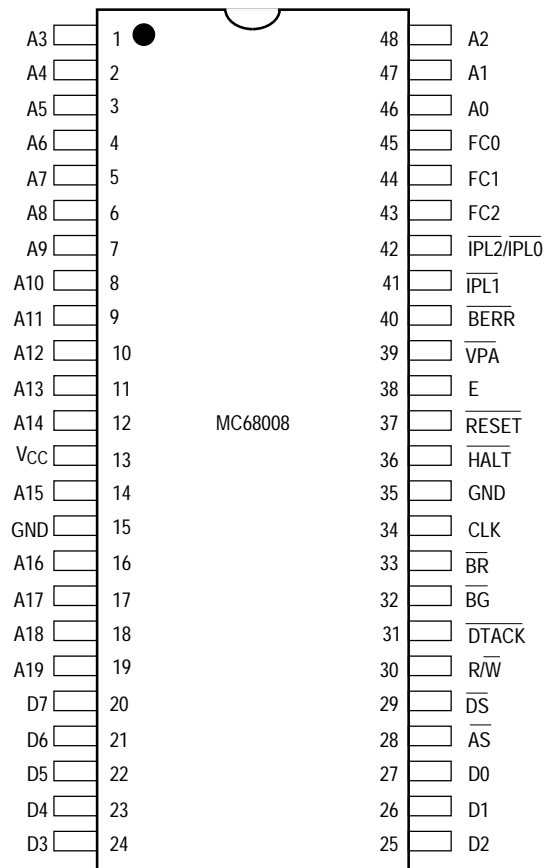 A3 1 48 A2
A4 2 47 A1
A5 3 46 A0
A6 4 45 FC0
A7 5 44 FC1
A8 6 43 FC2
A9 7 42 IPL2/IPL0
A10 8 41 IPL1
A11 9 40 BERR
A12 10 39 VPA
A13 11 38 E
A14 12 MC68008 37 RESET
VCC 13 36 HALT
A15 14 35 GND
GND 15 34 CLK
A16 16 33 BR
A17 17 32 BG
A18 18 31 DTACK
A19 19 30 R/W
D7 20 29 DS
D6 21 28 AS
D5 22 27 D0
D4 23 26 D1
D3 24 25 D2